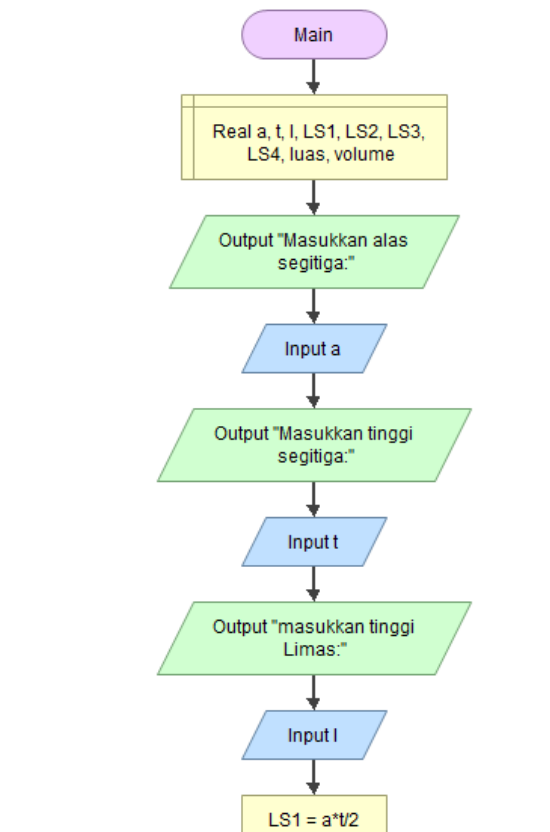 Main
Real a, t, l, LS1, LS2, LS3,
LS4, luas, volume
Output "Masukkan alas
segitiga:"
Input a
Output "Masukkan tinggi
segitiga:"
Input t
Output "masukkan tinggi
Limas:"
Input l
LS1 = a*t/2